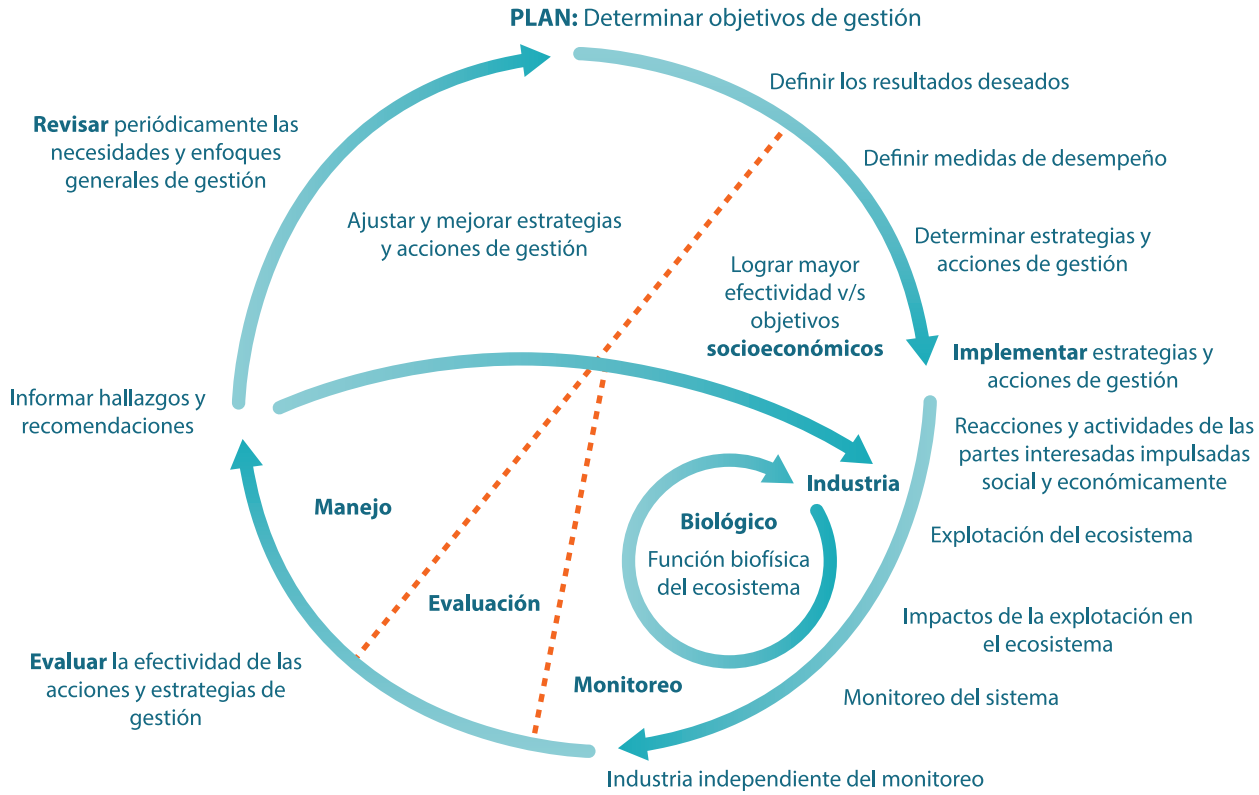 PLAN: Determinar objetivos de gestión
Definir los resultados deseados
Definir medidas de desempeño
Determinar estrategias y
acciones de gestión
Implementar estrategias y
acciones de gestión
Reacciones y actividades de las
partes interesadas impulsadas
social y económicamente
Explotación del ecosistema
Impactos de la explotación en
el ecosistema
Monitoreo del sistema
Industria independiente del monitoreo
Evaluar la efectividad de las
acciones y estrategias de
gestión
Informar hallazgos y
recomendaciones
Revisar periódicamente las
necesidades y enfoques
generales de gestión
Ajustar y mejorar estrategias
y acciones de gestión
Lograr mayor
efectividad v/s
objetivos
socioeconómicos
Industria
Biológico
Función biofísica
del ecosistema
Manejo
Evaluación
Monitoreo